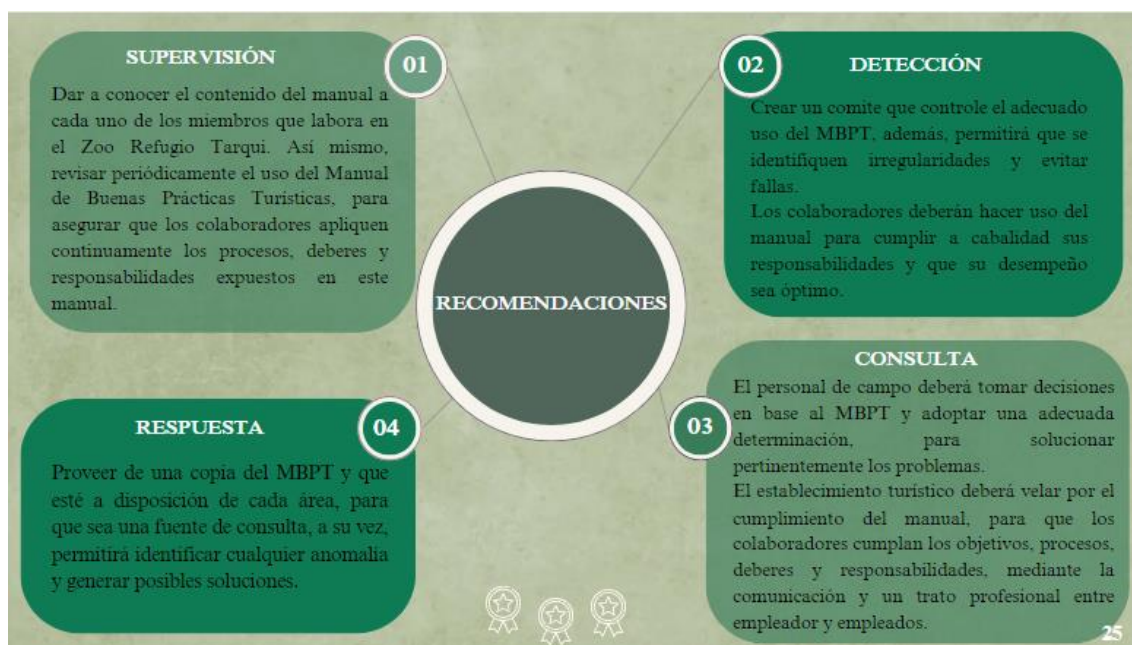 SUPERVISIÓN
01
Dar a conocer el contenido del manual a
cada uno de los miembros que labora en
el Zoo Refugio Tarqui. Así mismo,
revisar periódicamente el uso del Manual
de Buenas Prácticas Turísticas, para
asegurar que los colaboradores apliquen
continuamente los procesos, deberes y
responsabilidades expuestos en este
manual.
02
DETECCIÓN
Crear un comite que controle el adecuado
uso del MBPT, además, permitirá que se
identifiquen irregularidades y evitar
fallas.
Los colaboradores deberán hacer uso del
manual para cumplir a cabalidad sus
responsabilidades y que su desempeño
sea óptimo.
RECOMENDACIONES
CONSULTA
03
El personal de campo deberá tomar decisiones
en base al MBPT y adoptar una adecuada
determinación, para solucionar
pertinentemente los problemas.
El establecimiento turístico deberá velar por el
cumplimiento del manual, para que los
colaboradores cumplan los objetivos, procesos,
deberes y responsabilidades, mediante la
comunicación y un trato profesional entre
empleador y empleados.
RESPUESTA
04
Proveer de una copia del MBPT y que
esté a disposición de cada área, para
que sea una fuente de consulta, a su vez,
permitirá identificar cualquier anomalía
y generar posibles soluciones.
25